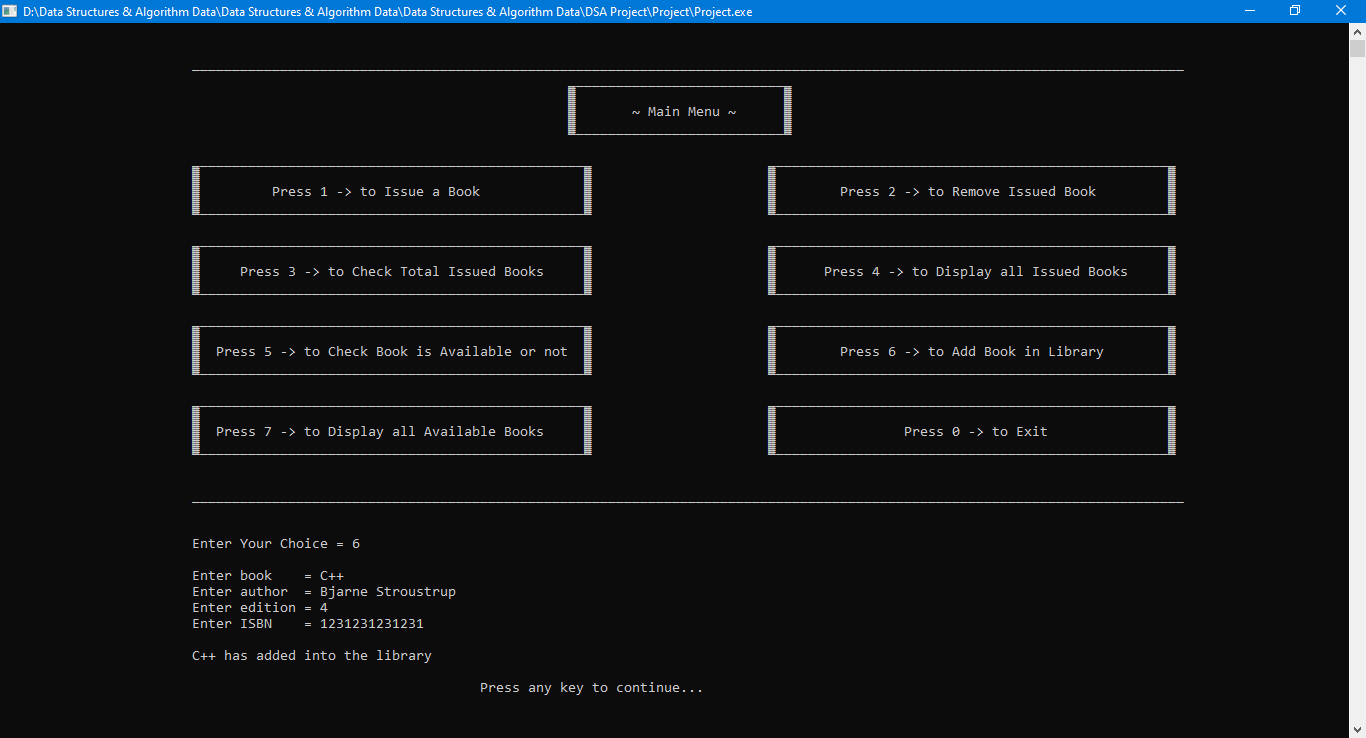 D:\Data Structures & Algorithm Data\Data Structures & Algorithm Data\Data Structures & Algorithm Data\DSA Project\Project\Project.exe
~ Main Menu ~
Press 1 -> to Issue a Book
Press 2 -> to Remove Issued Book
Press 3 -> to Check Total Issued Books
Press 4 -> to Display all Issued Books
Press 5 -> to Check Book is Available or not
Press 6 -> to Add Book in Library
Press 7 -> to Display all Available Books
Press 0 -> to Exit
Enter Your Choice = 6
Enter book    = C++
Enter author  = Bjarne Stroustrup
Enter edition = 4
Enter ISBN    = 1231231231231
C++ has added into the library
Press any key to continue...